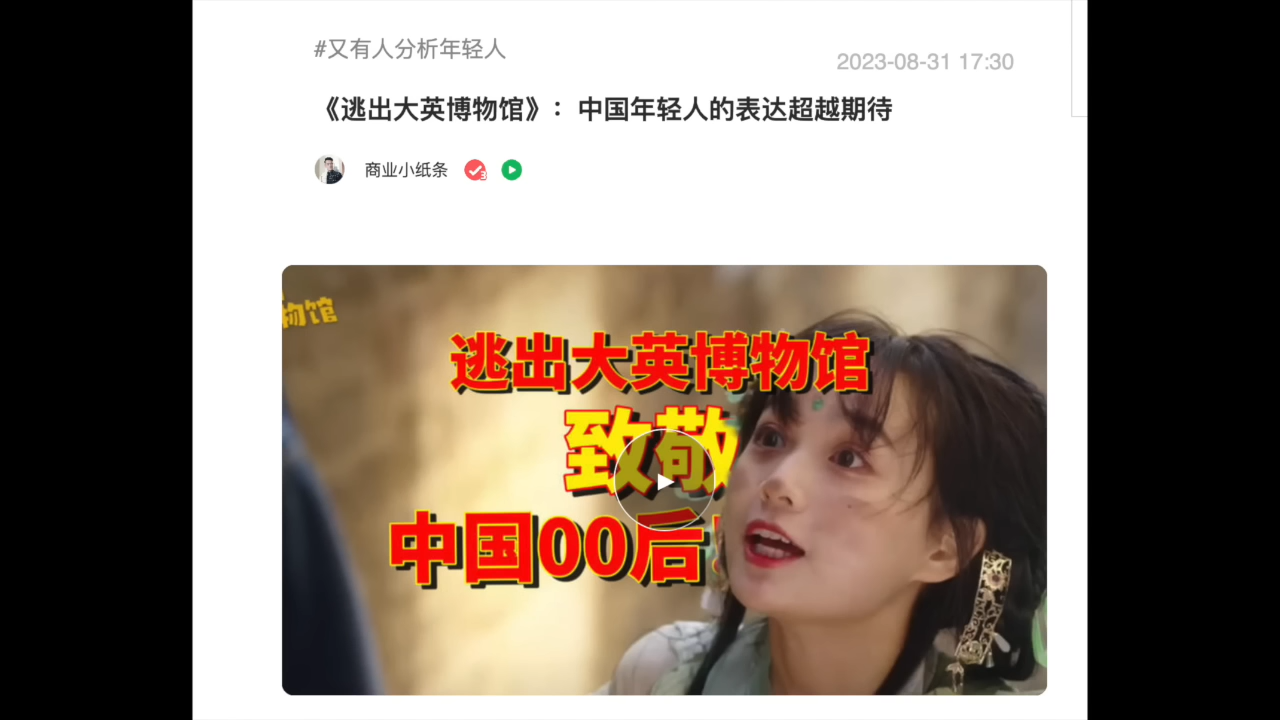 #又有人分析年轻人
2023-08-31 17:30
《逃出大英博物馆》：中国年轻人的表达超越期待
商业小纸条
3
物馆
逃出大英博物馆
致敬
中国00后！